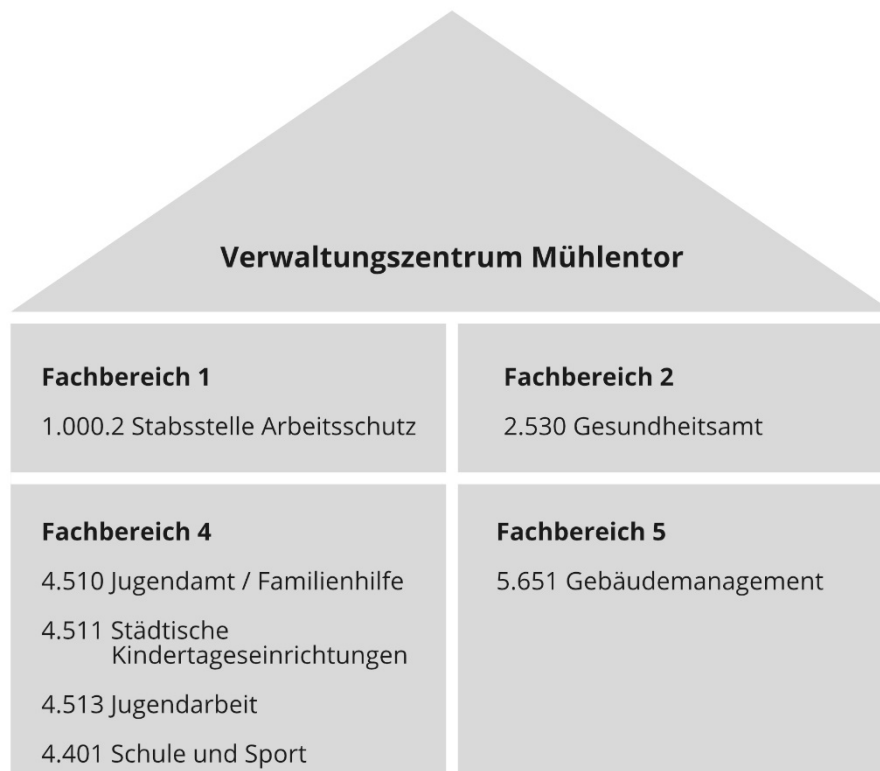 Verwaltungszentrum Mühlentor
Fachbereich 1
1.000.2 Stabsstelle Arbeitsschutz
Fachbereich 2
2.530 Gesundheitsamt
Fachbereich 4
4.510 Jugendamt / Familienhilfe
4.511 Städtische
Kindertageseinrichtungen
4.513 Jugendarbeit
4.401 Schule und Sport
Fachbereich 5
5.651 Gebäudemanagement